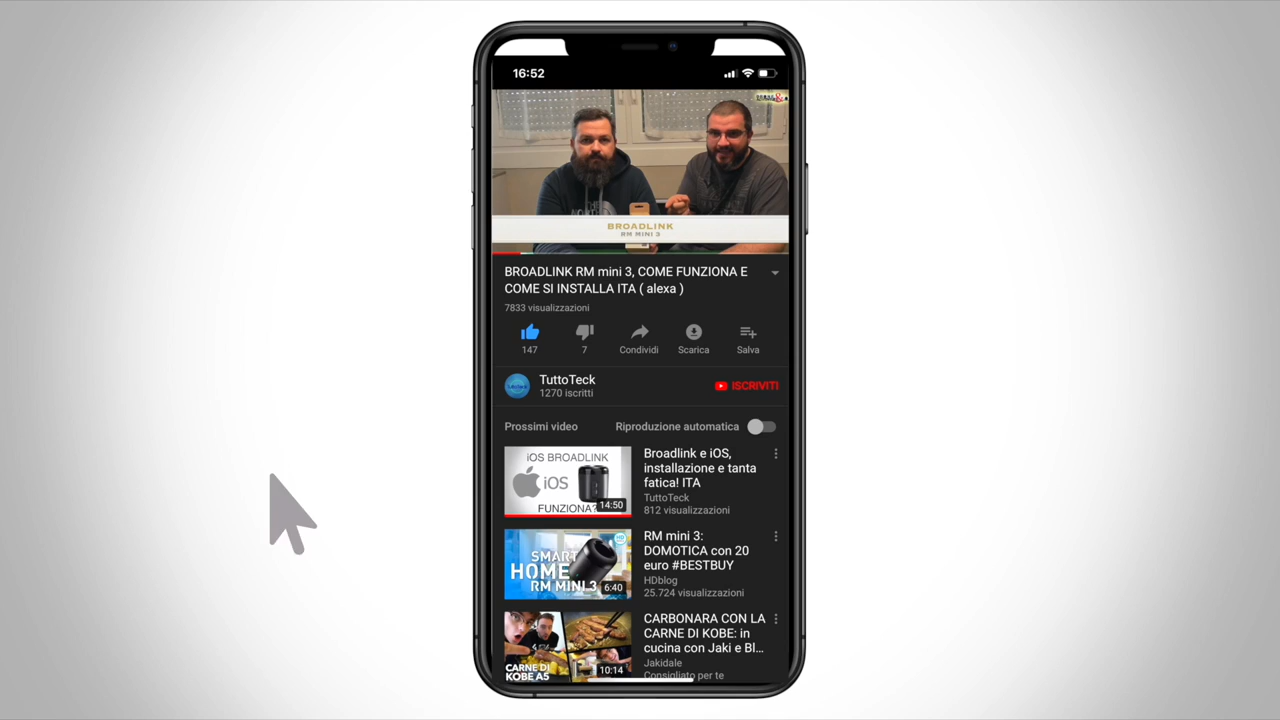 16:52
BROADLINK
RM MINI 3
BROADLINK RM mini 3, COME FUNZIONA E
COME SI INSTALLA ITA ( alexa )
7833 visualizzazioni
147
7
Condividi
Scarica
Salva
TuttoTeck
1270 iscritti
ISCRIVITI
Prossimi video
Riproduzione automatica
iOS BROADLINK
iOS
FUNZIONA?
14:50
Broadlink e iOS,
installazione e tanta
fatica! ITA
TuttoTeck
812 visualizzazioni
SMART
HOME
RM MINI 3
HD
6:40
RM mini 3:
DOMOTICA con 20
euro #BESTBUY
HDblog
25.724 visualizzazioni
CARNE DI
KOBE A5
10:14
CARBONARA CON LA
CARNE DI KOBE: in
cucina con Jaki e Bl...
Jakidale
Consigliato per te